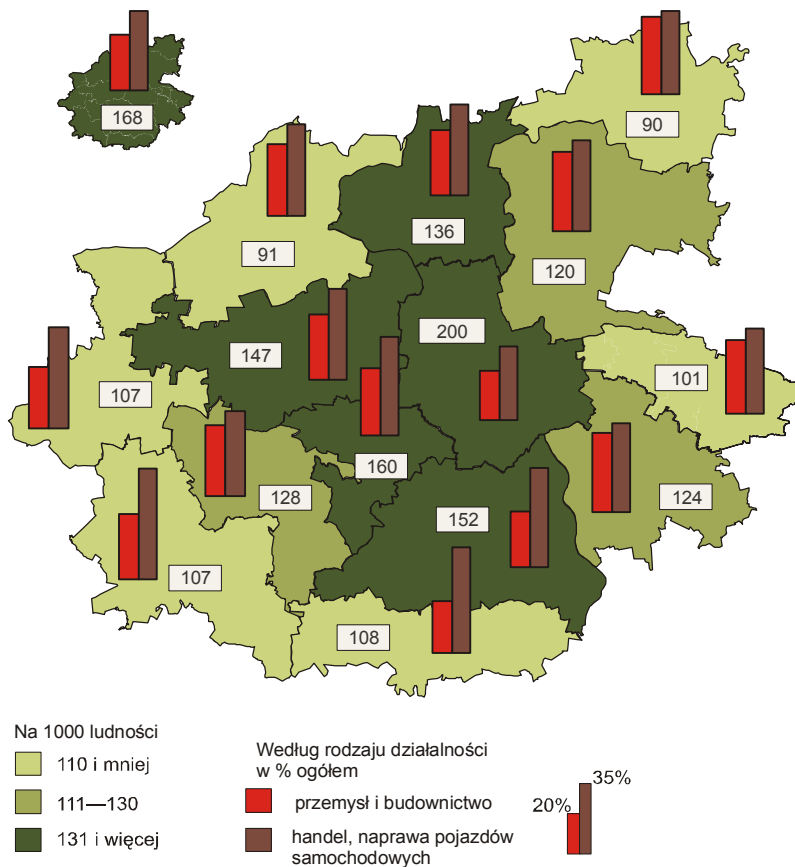 168
90
136
91
120
200
147
101
107
160
128
124
152
107
108
Na 1000 ludności
110 i mniej
111—130
131 i więcej
Według rodzaju działalności
w % ogółem
przemysł i budownictwo
handel, naprawa pojazdów
samochodowych
20%
35%